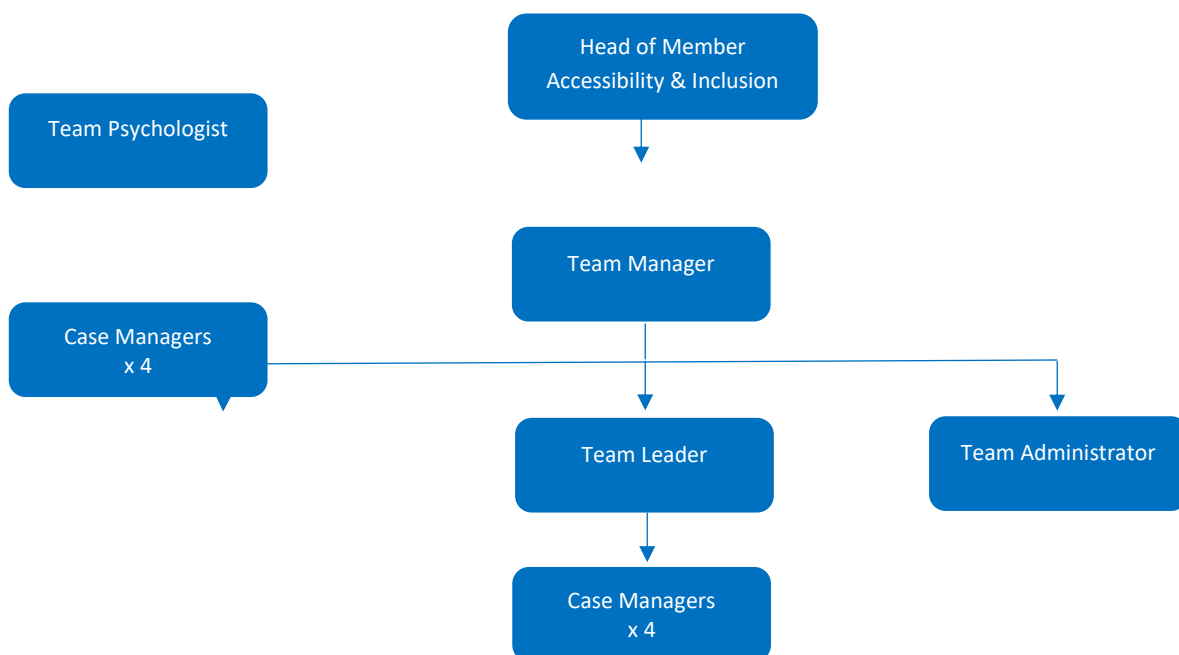 Head of Member
Accessibility & Inclusion
Team Psychologist
Team Manager
Case Managers
x 4
Team Leader
Team Administrator
Case Managers
x 4